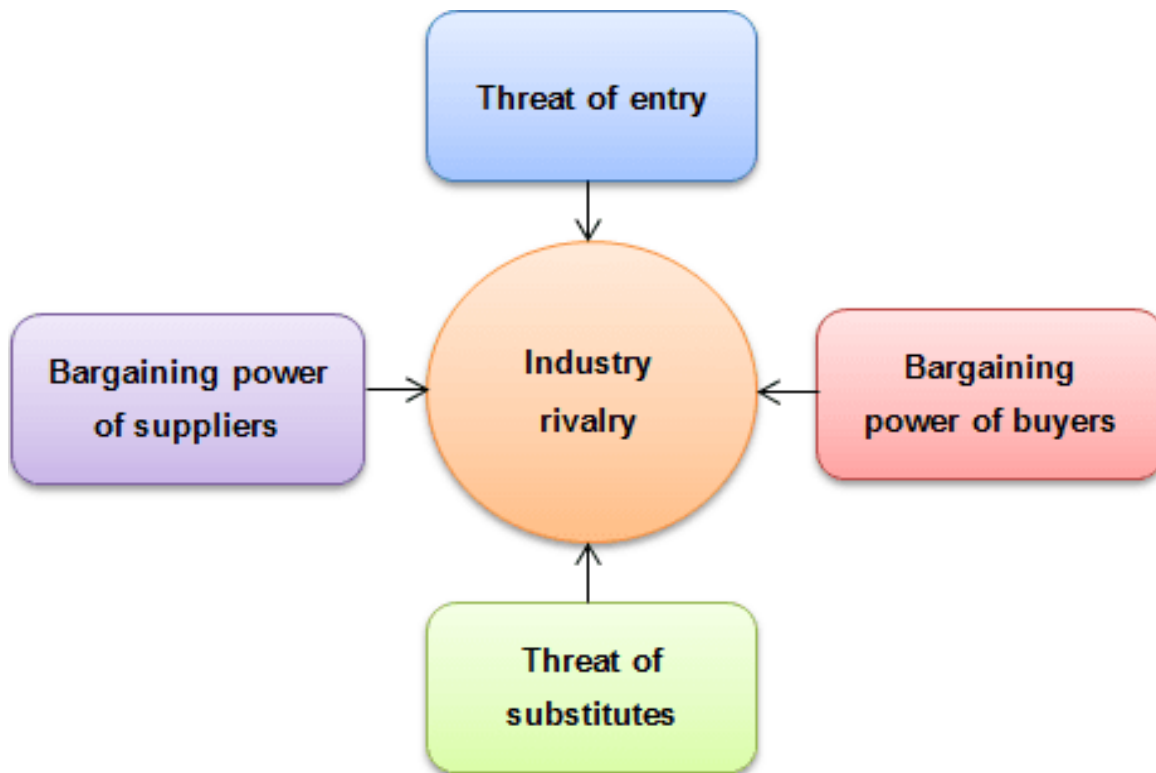 Threat of entry
Bargaining power
of suppliers
Industry
rivalry
Bargaining
power of buyers
Threat of
substitutes